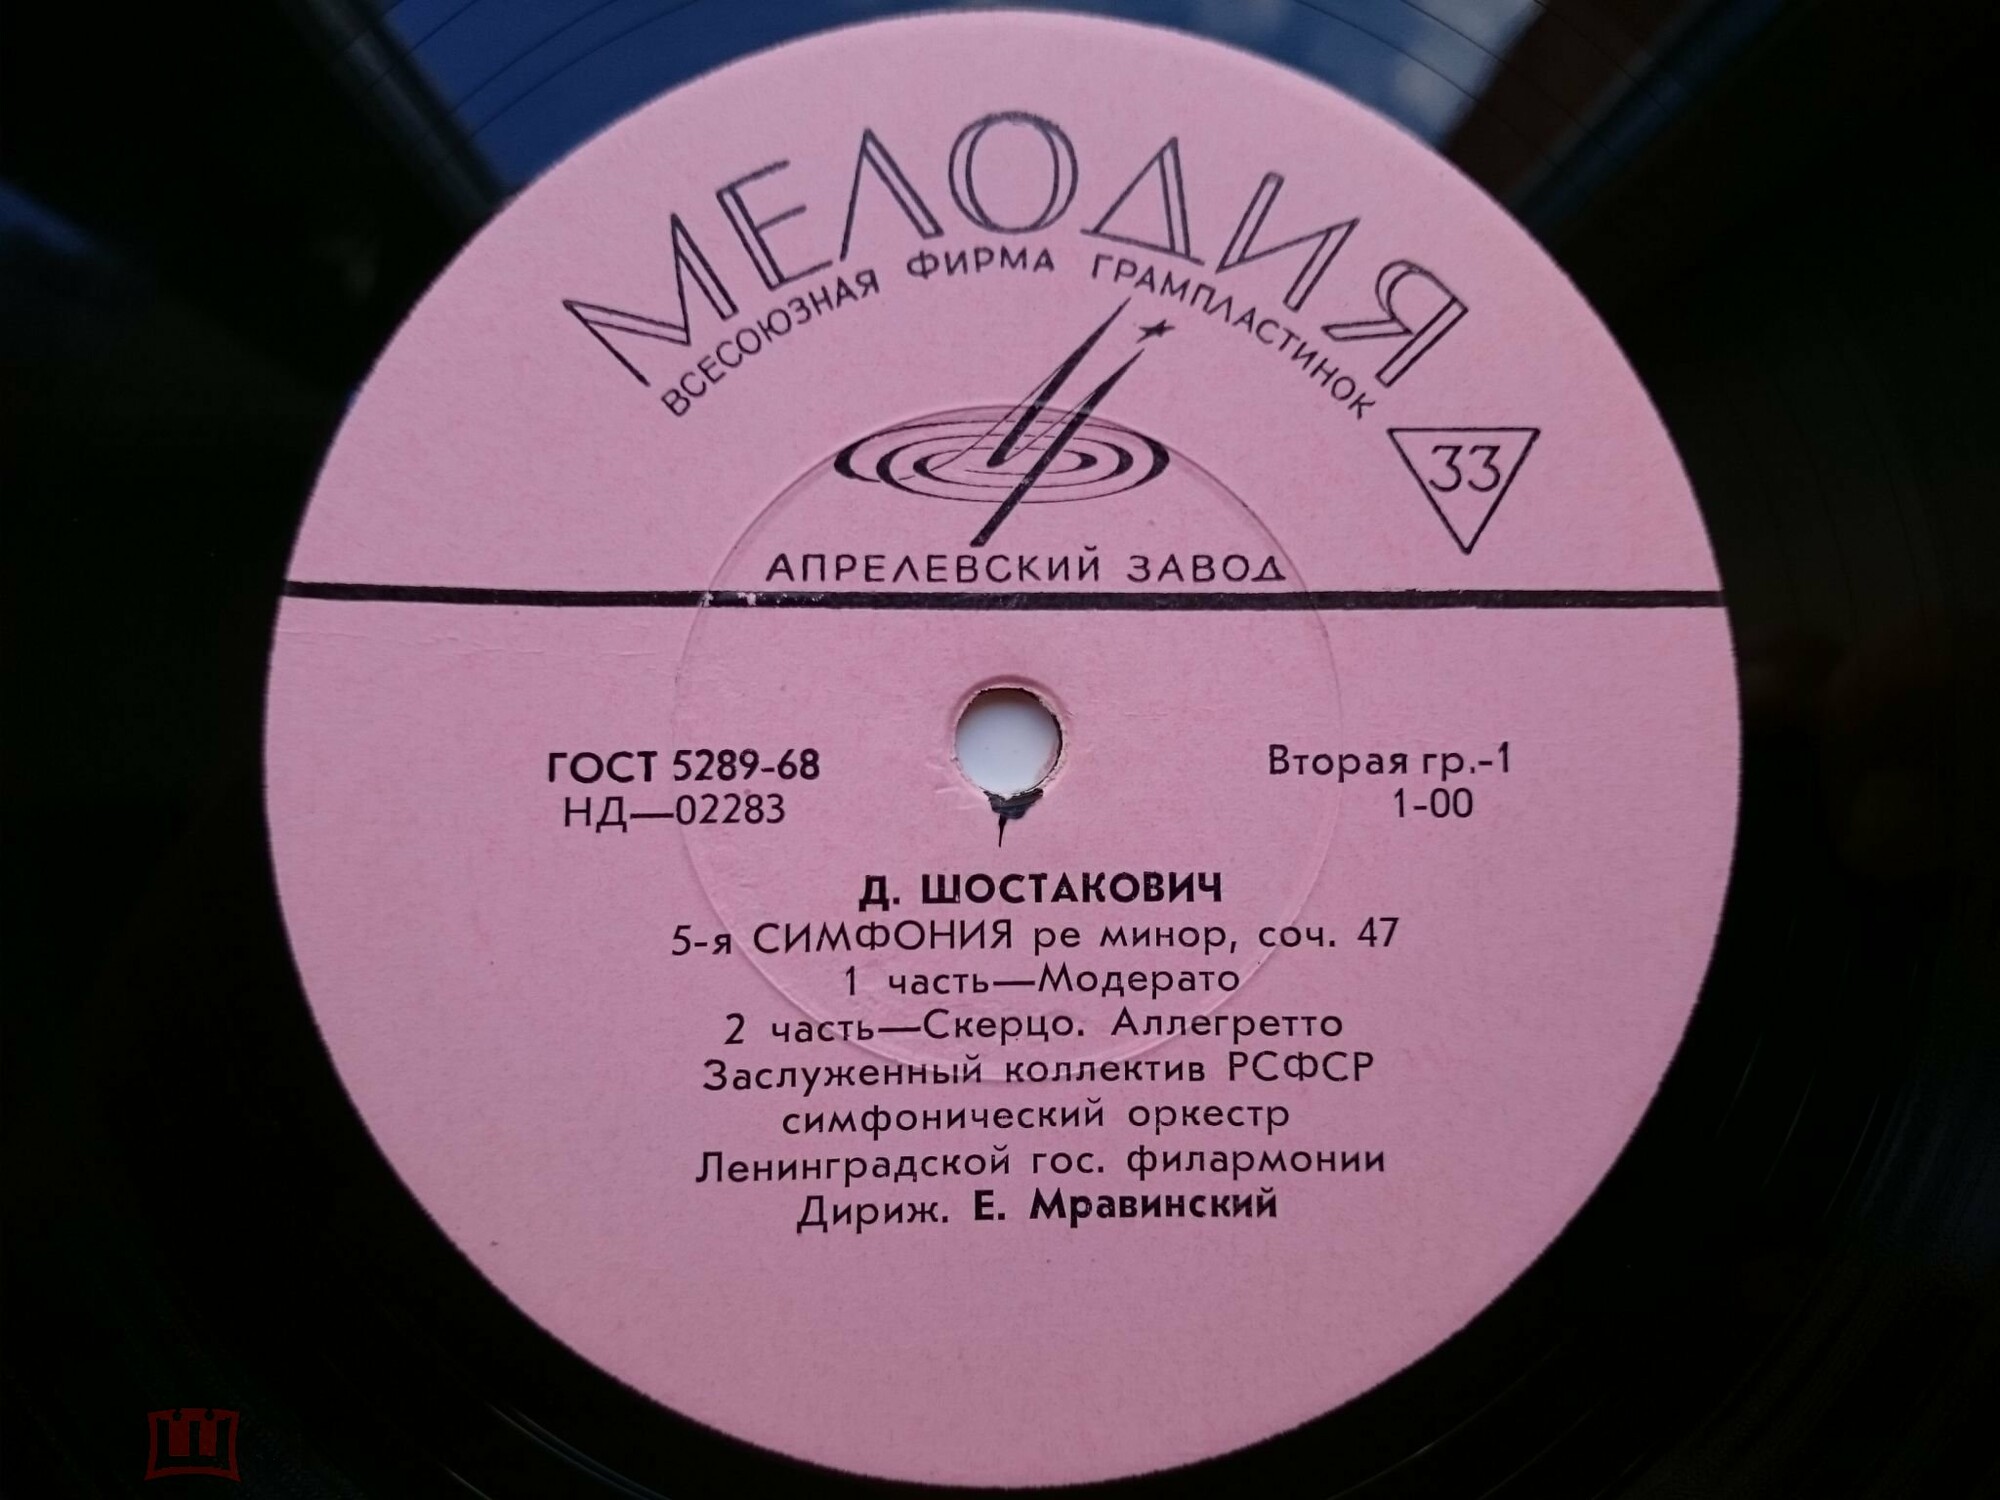 МЕЛОДИЯ
ВСЕСОЮЗНАЯ ФИРМА ГРАМПЛАСТИНОК
33
АПРЕЛЕВСКИЙ ЗАВОД
ГОСТ 5289-68
НД—02283
Вторая гр.-1
1-00
Д. ШОСТАКОВИЧ
5-я СИМФОНИЯ ре минор, соч. 47
1 часть—Модерато
2 часть—Скерцо. Аллегретто
Заслуженный коллектив РСФСР
симфонический оркестр
Ленинградской гос. филармонии
Дириж. Е. Мравинский